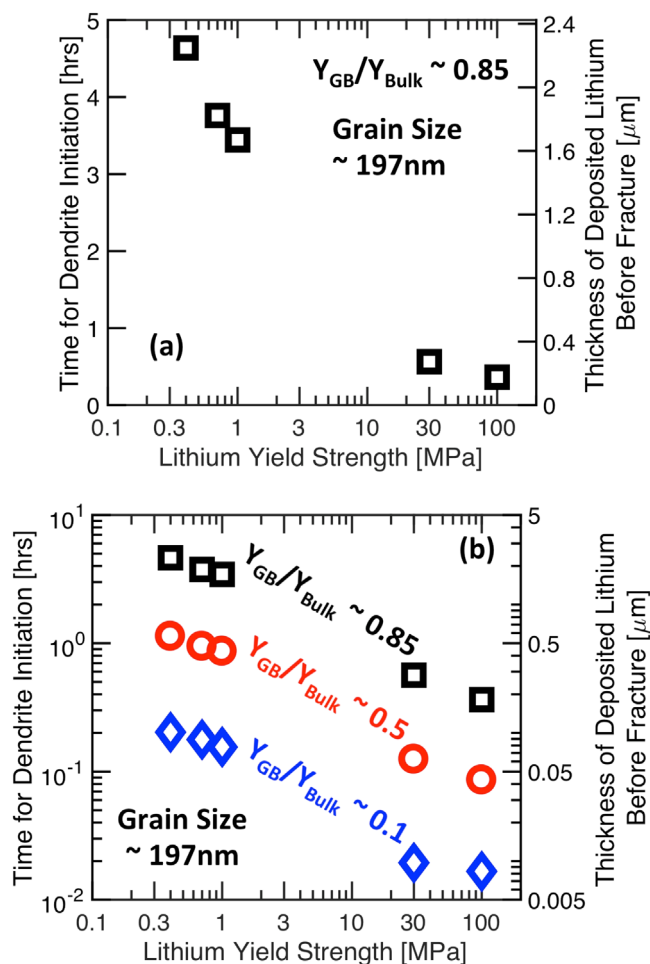 Time for Dendrite Initiation [hrs]
5
4
3
2
1
0
Y_GB/Y_Bulk ~ 0.85
Grain Size
~ 197nm
(a)
2.4
2
1.6
1.2
0.8
0.4
0
Thickness of Deposited Lithium
Before Fracture [μm]
0.1 0.3 1 3 10 30 100
Lithium Yield Strength [MPa]
Time for Dendrite Initiation [hrs]
10^1
10^0
10^-1
10^-2
(b)
Y_GB/Y_Bulk ~ 0.85
Y_GB/Y_Bulk ~ 0.5
Y_GB/Y_Bulk ~ 0.1
Grain Size
~ 197nm
5
0.5
0.05
0.005
Thickness of Deposited Lithium
Before Fracture [μm]
0.1 0.3 1 3 10 30 100
Lithium Yield Strength [MPa]